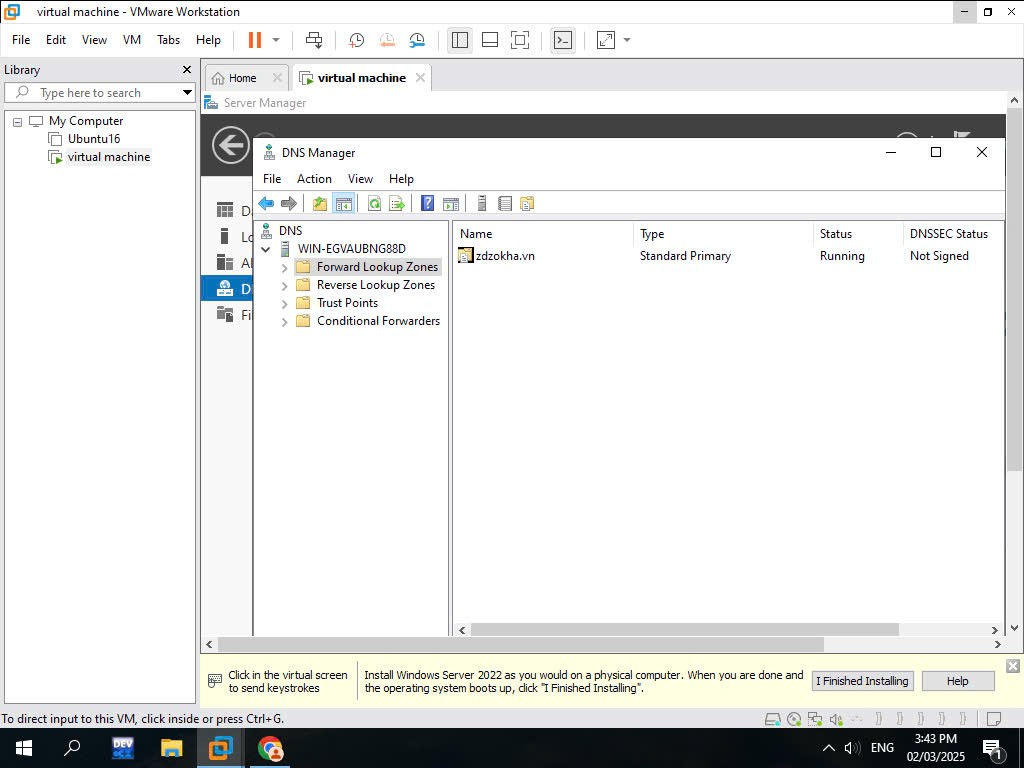 virtual machine - VMware Workstation
File Edit View VM Tabs Help
Library
Type here to search
My Computer
Ubuntu16
virtual machine
Home virtual machine
Server Manager
DNS Manager
File Action View Help
DNS
WIN-EGVAUBNG88D
Forward Lookup Zones
Reverse Lookup Zones
Trust Points
Conditional Forwarders
Name Type Status DNSSEC Status
zdzokha.vn Standard Primary Running Not Signed
Click in the virtual screen
to send keystrokes
Install Windows Server 2022 as you would on a physical computer. When you are done and
the operating system boots up, click "I Finished Installing".
I Finished Installing Help
To direct input to this VM, click inside or press Ctrl+G.
DEV
ENG
3:43 PM
02/03/2025
1